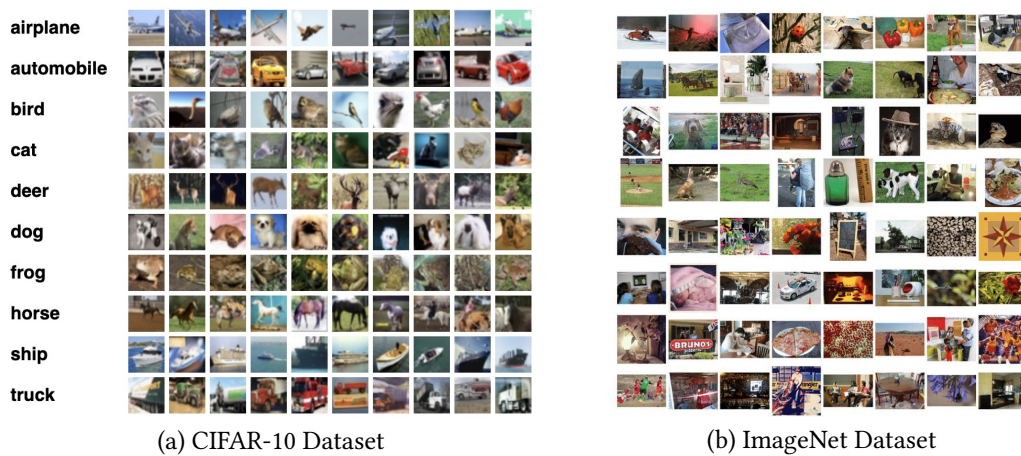 airplane
automobile
bird
cat
deer
dog
frog
horse
ship
truck
BRUNOS
(a) CIFAR-10 Dataset
(b) ImageNet Dataset